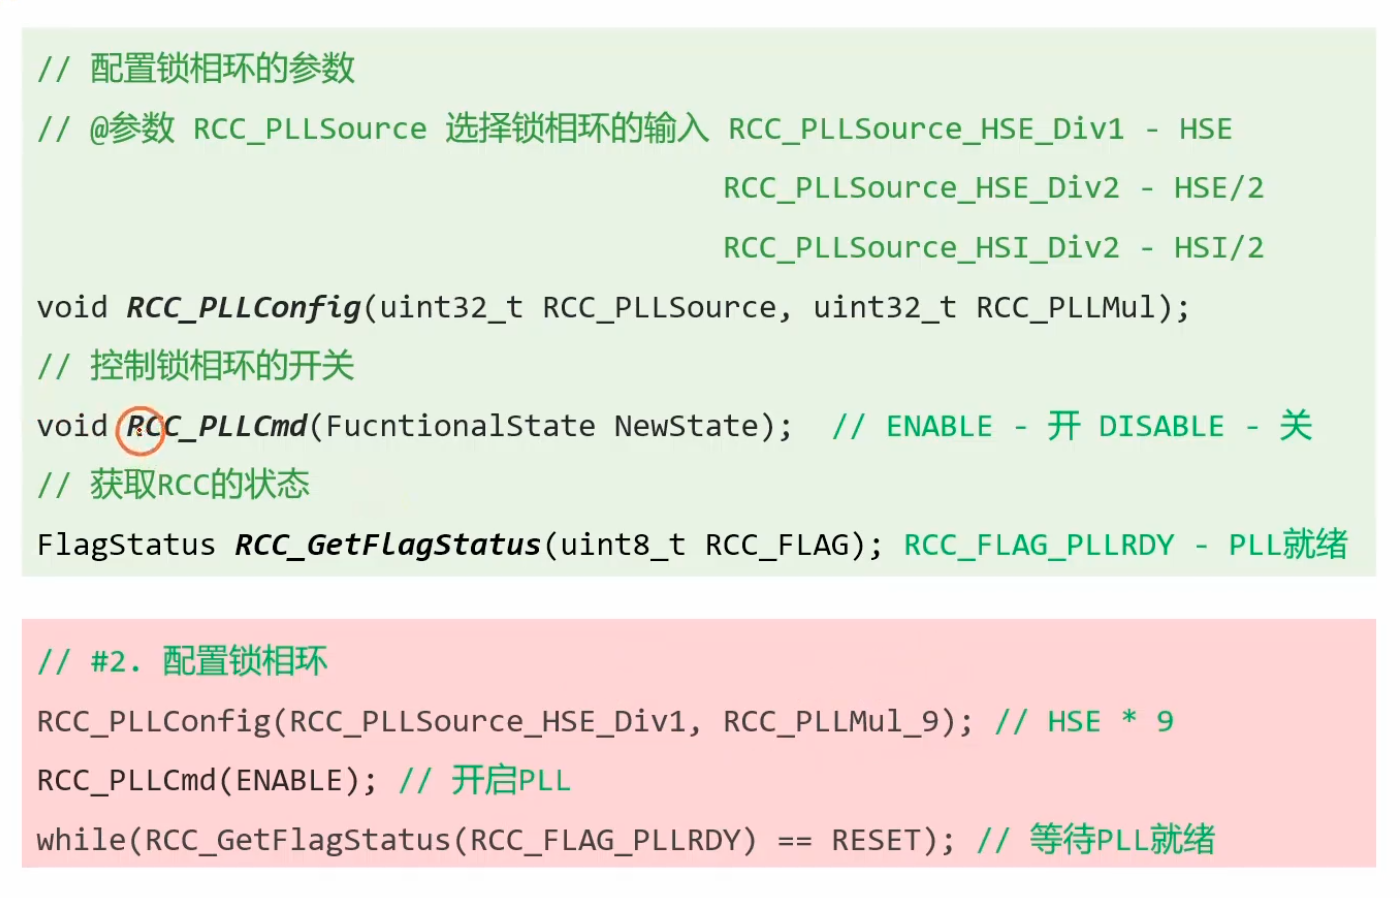 // 配置锁相环的参数
// @参数 RCC_PLLSource 选择锁相环的输入 RCC_PLLSource_HSE_Div1 - HSE
RCC_PLLSource_HSE_Div2 - HSE/2
RCC_PLLSource_HSI_Div2 - HSI/2
void RCC_PLLConfig(uint32_t RCC_PLLSource, uint32_t RCC_PLLMul);
// 控制锁相环的开关
void RCC_PLLCmd(FucntionalState NewState); // ENABLE - 开 DISABLE - 关
// 获取RCC的状态
FlagStatus RCC_GetFlagStatus(uint8_t RCC_FLAG); RCC_FLAG_PLLRDY - PLL就绪
// #2. 配置锁相环
RCC_PLLConfig(RCC_PLLSource_HSE_Div1, RCC_PLLMul_9); // HSE * 9
RCC_PLLCmd(ENABLE); // 开启PLL
while(RCC_GetFlagStatus(RCC_FLAG_PLLRDY) == RESET); // 等待PLL就绪